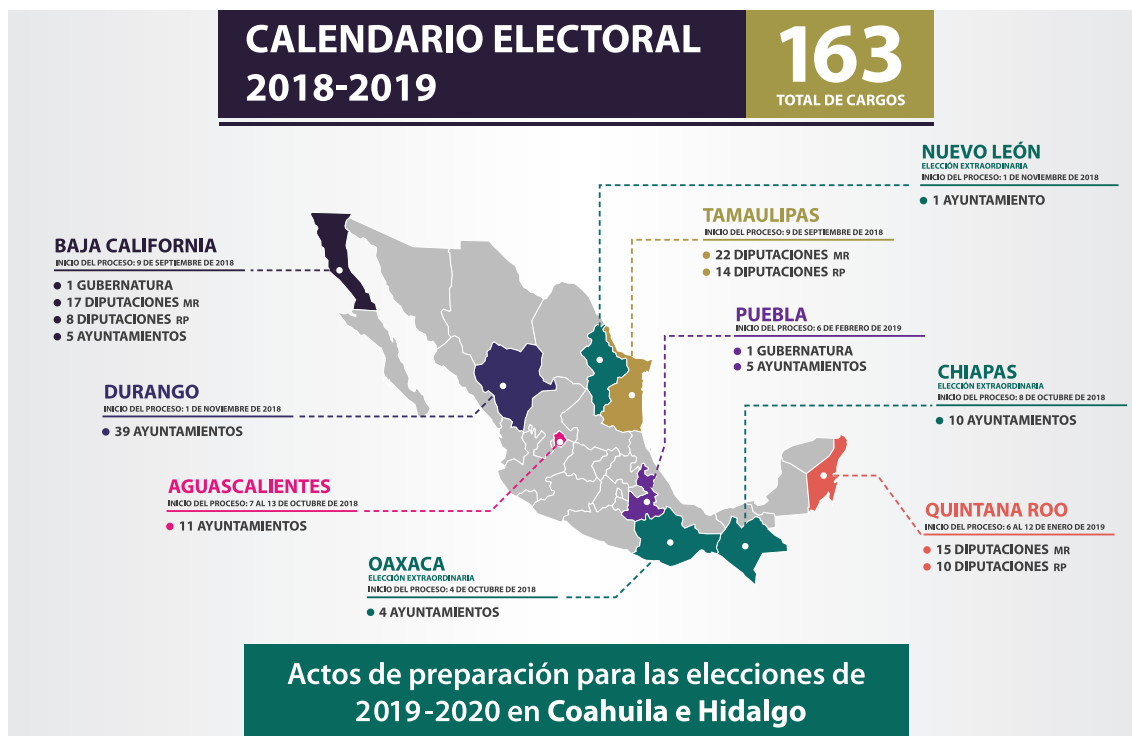 CALENDARIO ELECTORAL
2018-2019
163
TOTAL DE CARGOS
NUEVO LEÓN
ELECCIÓN EXTRAORDINARIA
INICIO DEL PROCESO: 1 DE NOVIEMBRE DE 2018
1 AYUNTAMIENTO
TAMAULIPAS
INICIO DEL PROCESO: 9 DE SEPTIEMBRE DE 2018
22 DIPUTACIONES MR
14 DIPUTACIONES RP
BAJA CALIFORNIA
INICIO DEL PROCESO: 9 DE SEPTIEMBRE DE 2018
1 GUBERNATURA
17 DIPUTACIONES MR
8 DIPUTACIONES RP
5 AYUNTAMIENTOS
PUEBLA
INICIO DEL PROCESO: 6 DE FEBRERO DE 2019
1 GUBERNATURA
5 AYUNTAMIENTOS
CHIAPAS
ELECCIÓN EXTRAORDINARIA
INICIO DEL PROCESO: 8 DE OCTUBRE DE 2018
10 AYUNTAMIENTOS
DURANGO
INICIO DEL PROCESO: 1 DE NOVIEMBRE DE 2018
39 AYUNTAMIENTOS
AGUASCALIENTES
INICIO DEL PROCESO: 7 AL 13 DE OCTUBRE DE 2018
11 AYUNTAMIENTOS
QUINTANA ROO
INICIO DEL PROCESO: 6 AL 12 DE ENERO DE 2019
15 DIPUTACIONES MR
10 DIPUTACIONES RP
OAXACA
ELECCIÓN EXTRAORDINARIA
INICIO DEL PROCESO: 4 DE OCTUBRE DE 2018
4 AYUNTAMIENTOS
Actos de preparación para las elecciones de
2019-2020 en Coahuila e Hidalgo